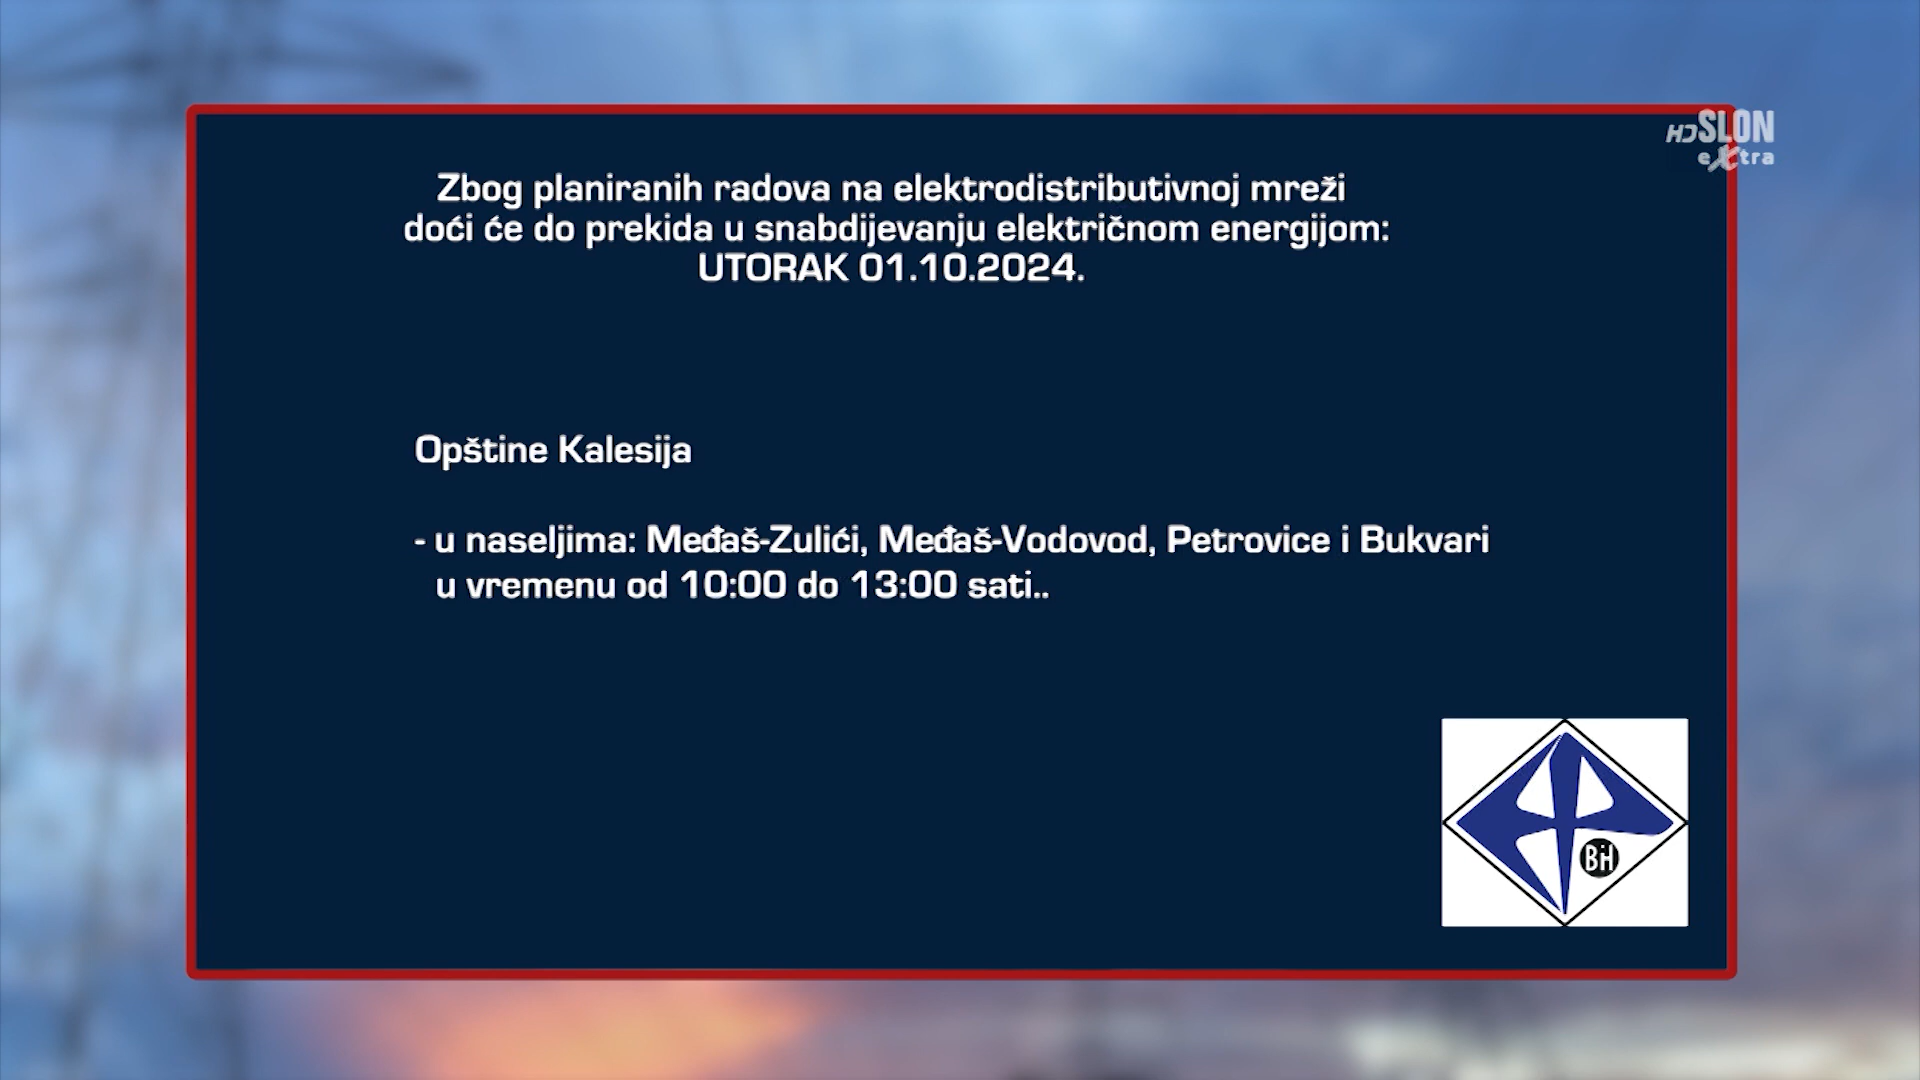 HD SLON
extra
Zbog planiranih radova na elektrodistributivnoj mreži
doći će do prekida u snabdijevanju električnom energijom:
UTORAK 01.10.2024.
Opštine Kalesija
- u naseljima: Međaš-Zulići, Međaš-Vodovod, Petrovice i Bukvari
u vremenu od 10:00 do 13:00 sati..
BiH